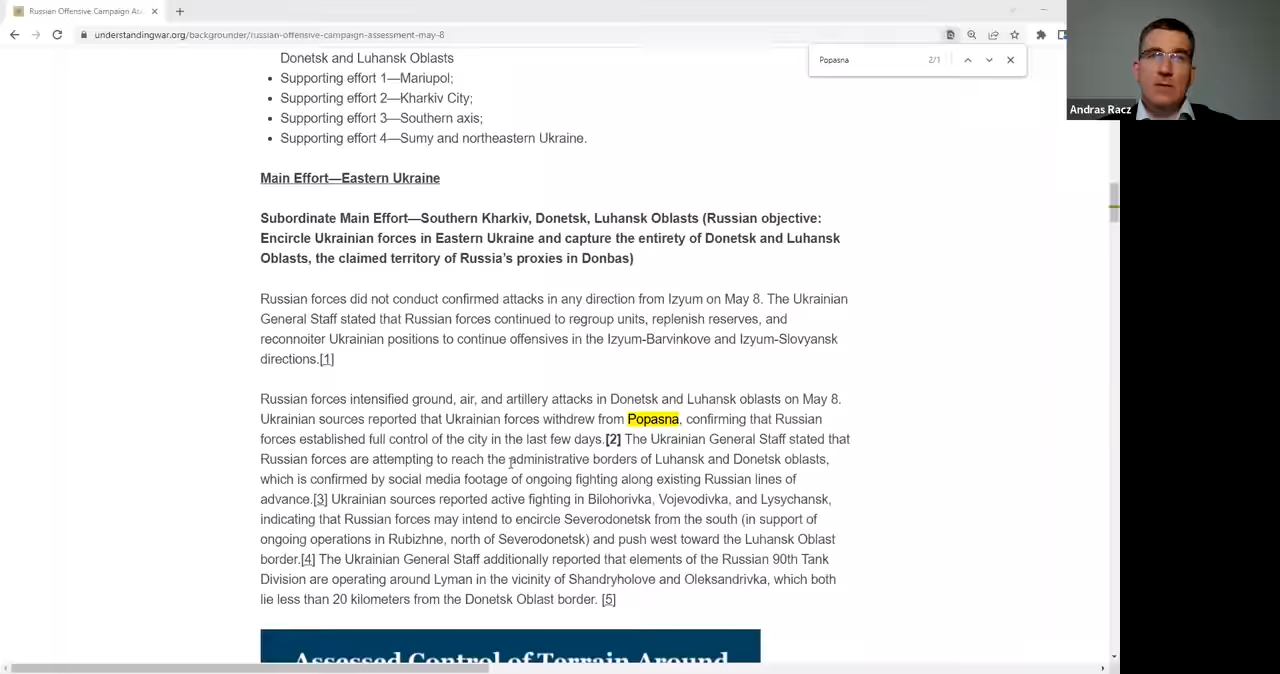 Russian Offensive Campaign As
understandingwar.org/backgrounder/russian-offensive-campaign-assessment-may-8
Popasna 2/1
Andras Racz
Donetsk and Luhansk Oblasts
• Supporting effort 1—Mariupol;
• Supporting effort 2—Kharkiv City;
• Supporting effort 3—Southern axis;
• Supporting effort 4—Sumy and northeastern Ukraine.
Main Effort—Eastern Ukraine
Subordinate Main Effort—Southern Kharkiv, Donetsk, Luhansk Oblasts (Russian objective:
Encircle Ukrainian forces in Eastern Ukraine and capture the entirety of Donetsk and Luhansk
Oblasts, the claimed territory of Russia's proxies in Donbas)
Russian forces did not conduct confirmed attacks in any direction from Izyum on May 8. The Ukrainian
General Staff stated that Russian forces continued to regroup units, replenish reserves, and
reconnoiter Ukrainian positions to continue offensives in the Izyum-Barvinkove and Izyum-Slovyansk
directions.[1]
Russian forces intensified ground, air, and artillery attacks in Donetsk and Luhansk oblasts on May 8.
Ukrainian sources reported that Ukrainian forces withdrew from Popasna, confirming that Russian
forces established full control of the city in the last few days.[2] The Ukrainian General Staff stated that
Russian forces are attempting to reach the administrative borders of Luhansk and Donetsk oblasts,
which is confirmed by social media footage of ongoing fighting along existing Russian lines of
advance.[3] Ukrainian sources reported active fighting in Bilohorivka, Vojevodivka, and Lysychansk,
indicating that Russian forces may intend to encircle Severodonetsk from the south (in support of
ongoing operations in Rubizhne, north of Severodonetsk) and push west toward the Luhansk Oblast
border.[4] The Ukrainian General Staff additionally reported that elements of the Russian 90th Tank
Division are operating around Lyman in the vicinity of Shandryholove and Oleksandrivka, which both
lie less than 20 kilometers from the Donetsk Oblast border. [5]
Assessed Control of Terrain Around